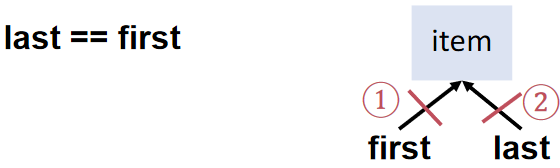 last == first
item
① ②
first last